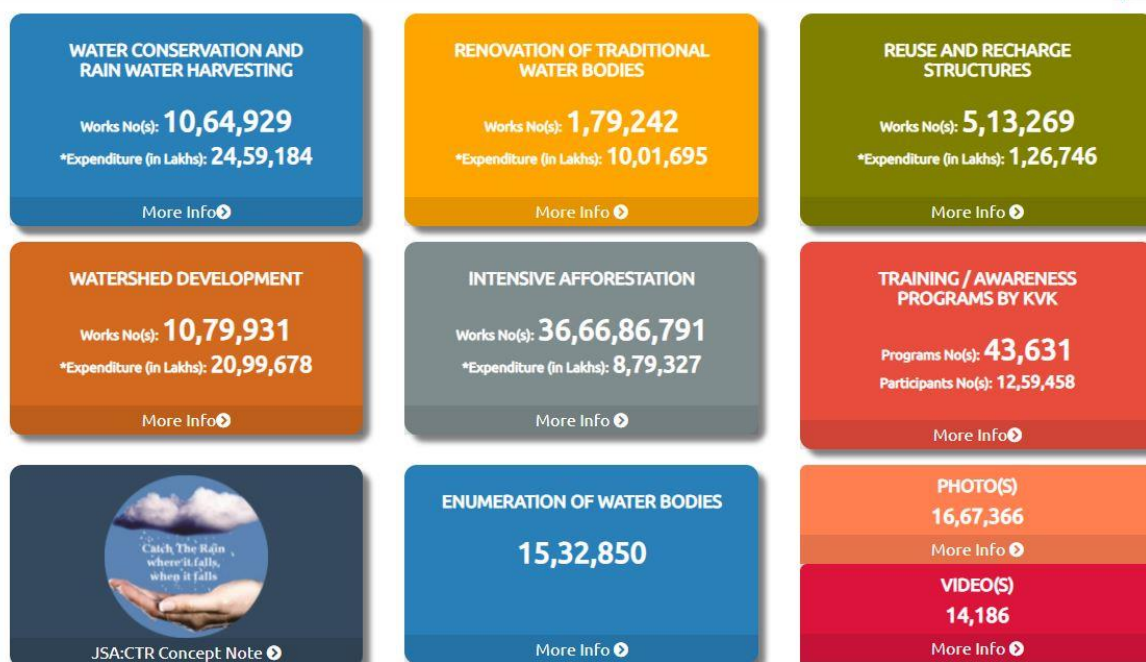 WATER CONSERVATION AND
RAIN WATER HARVESTING
Works No(s): 10,64,929
*Expenditure (in Lakhs): 24,59,184
More Info
RENOVATION OF TRADITIONAL
WATER BODIES
Works No(s): 1,79,242
*Expenditure (in Lakhs): 10,01,695
More Info
REUSE AND RECHARGE
STRUCTURES
Works No(s): 5,13,269
*Expenditure (in Lakhs): 1,26,746
More Info
WATERSHED DEVELOPMENT
Works No(s): 10,79,931
*Expenditure (in Lakhs): 20,99,678
More Info
INTENSIVE AFFORESTATION
Works No(s): 36,66,86,791
*Expenditure (in Lakhs): 8,79,327
More Info
TRAINING / AWARENESS
PROGRAMS BY KVK
Programs No(s): 43,631
Participants No(s): 12,59,458
More Info
Catch The Rain
where it falls,
when it falls
JSA:CTR Concept Note
ENUMERATION OF WATER BODIES
15,32,850
More Info
PHOTO(S)
16,67,366
More Info
VIDEO(S)
14,186
More Info